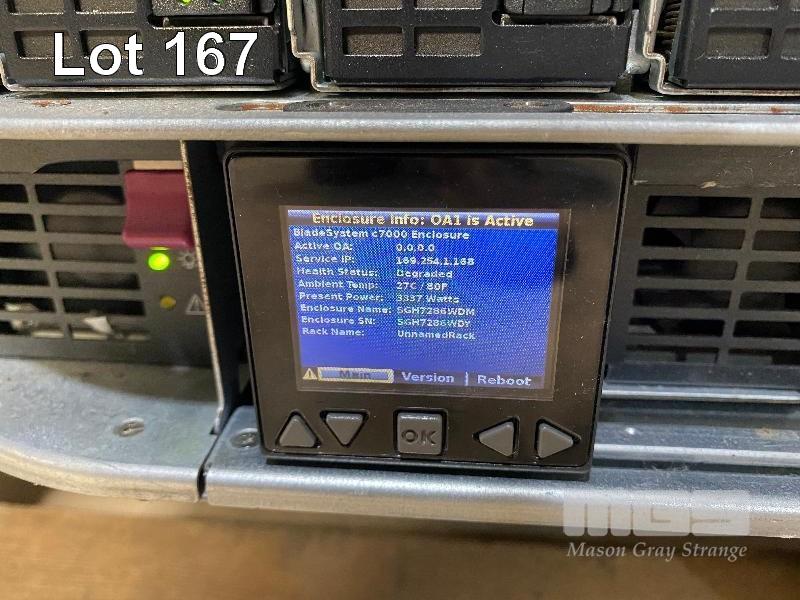 Lot 167
Enclosure Info: OA1 is Active
BladeSystem c7000 Enclosure
Active OA: 0.0.0.0
Service IP: 169.254.1.168
Health Status: Degraded
Ambient Temp: 27C / 80F
Present Power: 3337 Watts
Enclosure Name: SGH7286WDM
Enclosure SN: SGH7286WDY
Rack Name: UnnamedRack
Main Version Reboot
OK
MGS
Mason Gray Strange